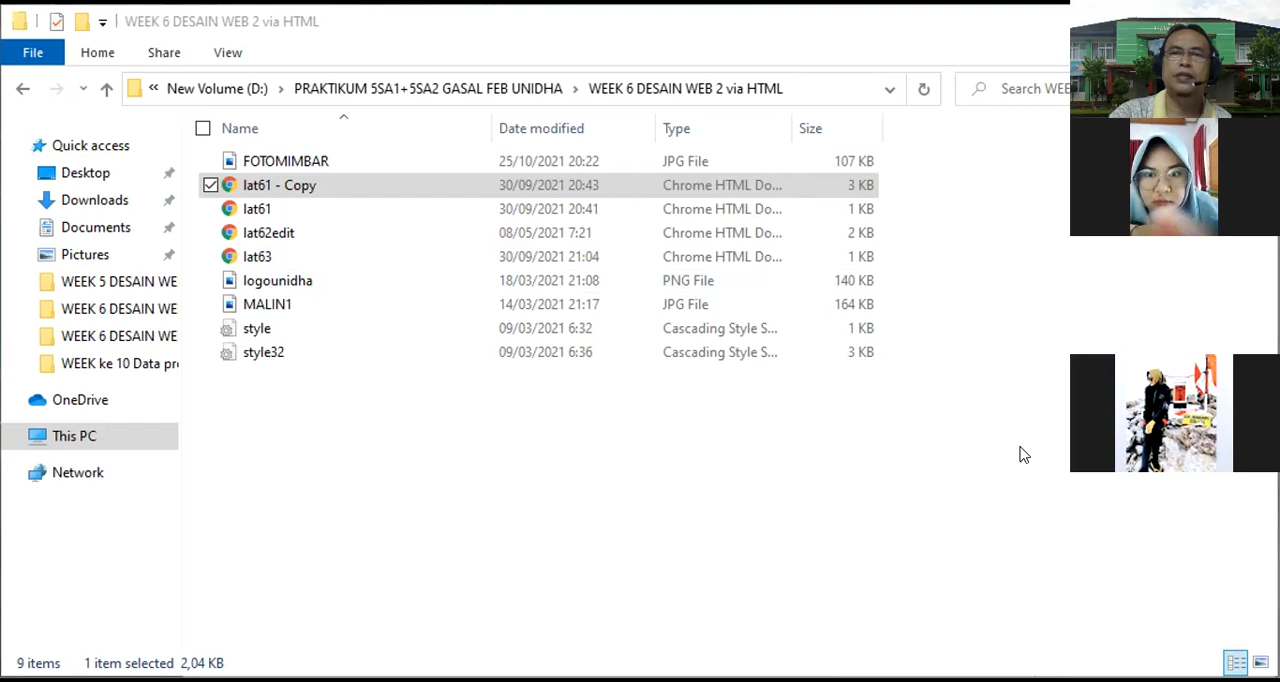 WEEK 6 DESAIN WEB 2 via HTML
File Home Share View
« New Volume (D:) > PRAKTIKUM 5SA1+5SA2 GASAL FEB UNIDHA > WEEK 6 DESAIN WEB 2 via HTML
Search WEE
Name Date modified Type Size
Quick access
Desktop
Downloads
Documents
Pictures
WEEK 5 DESAIN WE
WEEK 6 DESAIN WE
WEEK 6 DESAIN WE
WEEK ke 10 Data pr
OneDrive
This PC
Network
FOTOMIMBAR 25/10/2021 20:22 JPG File 107 KB
lat61 - Copy 30/09/2021 20:43 Chrome HTML Do... 3 KB
lat61 30/09/2021 20:41 Chrome HTML Do... 1 KB
lat62edit 08/05/2021 7:21 Chrome HTML Do... 2 KB
lat63 30/09/2021 21:04 Chrome HTML Do... 1 KB
logounidha 18/03/2021 21:08 PNG File 140 KB
MALIN1 14/03/2021 21:17 JPG File 164 KB
style 09/03/2021 6:32 Cascading Style S... 1 KB
style32 09/03/2021 6:36 Cascading Style S... 3 KB
9 items 1 item selected 2,04 KB